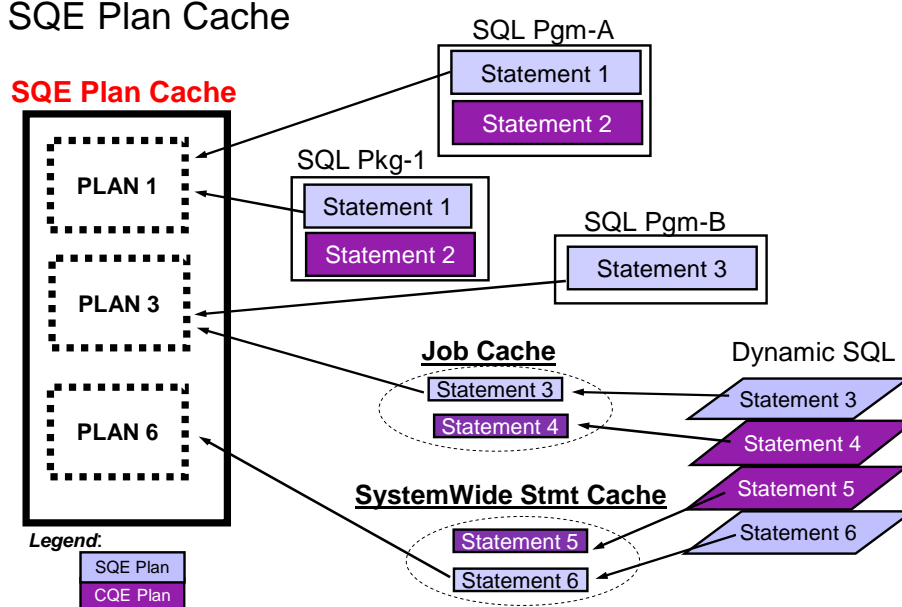 SQE Plan Cache
SQL Pgm-A
Statement 1
Statement 2
SQE Plan Cache
PLAN 1
PLAN 3
PLAN 6
SQL Pkg-1
Statement 1
Statement 2
SQL Pgm-B
Statement 3
Job Cache
Statement 3
Statement 4
Dynamic SQL
Statement 3
Statement 4
Statement 5
Statement 6
SystemWide Stmt Cache
Statement 5
Statement 6
Legend:
SQE Plan
CQE Plan